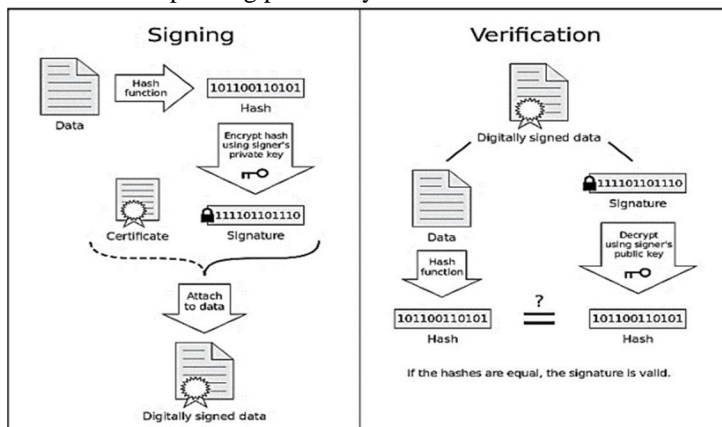 Signing
Data
Hash
function
101100110101
Hash
Encrypt hash
using signer's
private key
Certificate
111101101110
Signature
Attach
to data
Digitally signed data
Verification
Digitally signed data
Data
111101101110
Signature
Hash
function
Decrypt
using signer's
public key
101100110101
Hash
?
=
101100110101
Hash
If the hashes are equal, the signature is valid.